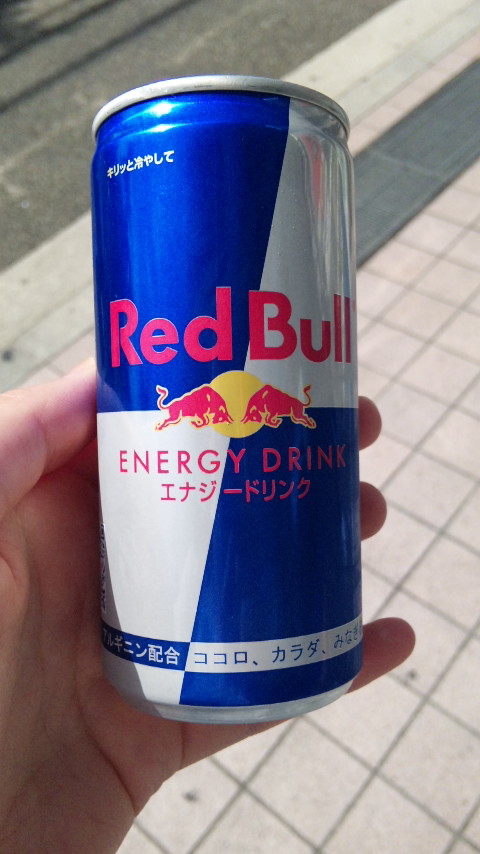 キリッと冷やして
Red Bull
ENERGY DRINK
エナジードリンク
アルギニン配合 ココロ、カラダ、みなぎ